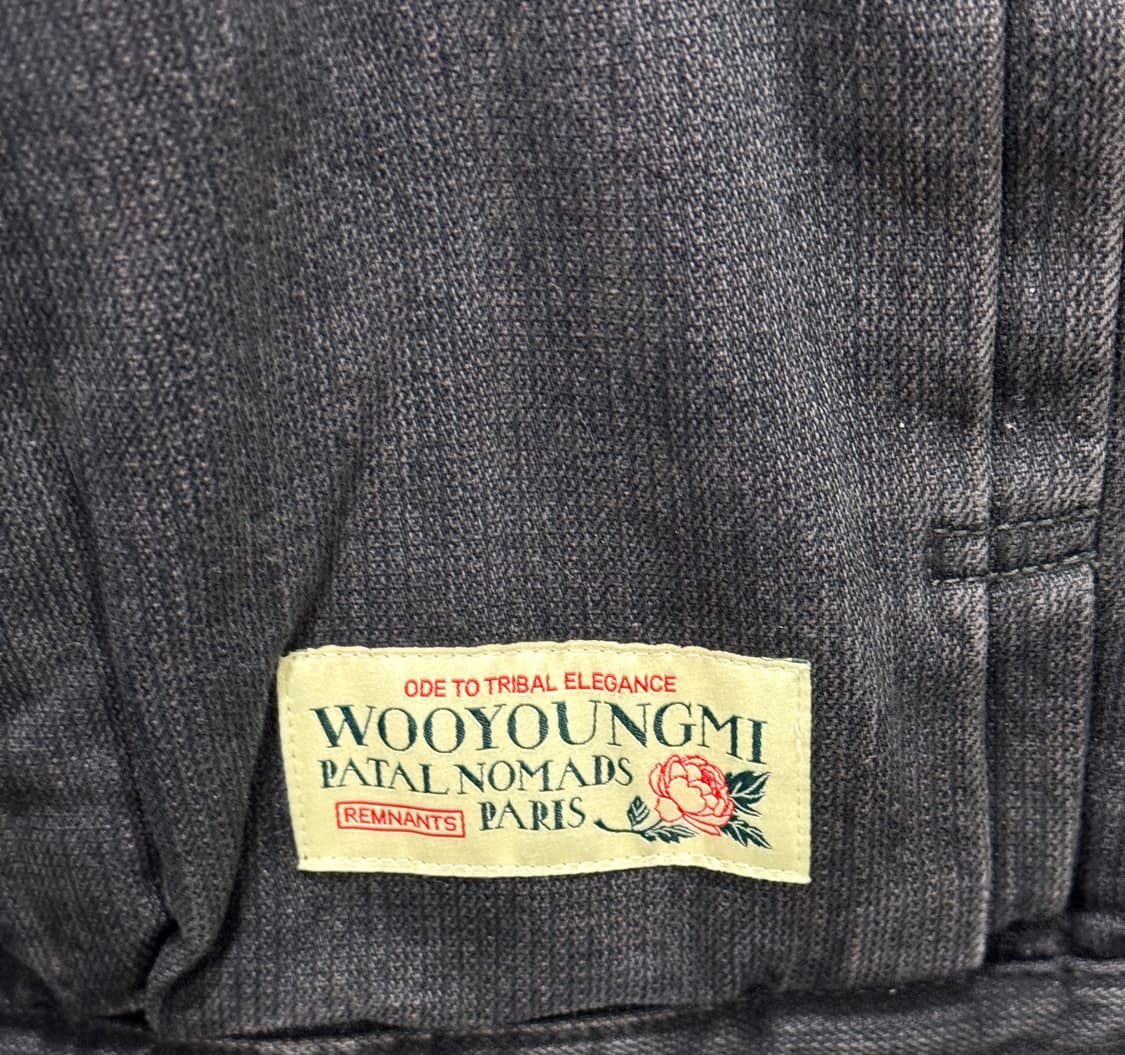 ODE TO TRIBAL ELEGANCE
WOOYOUNGMI
PATAL NOMADS
REMNANTS PARIS